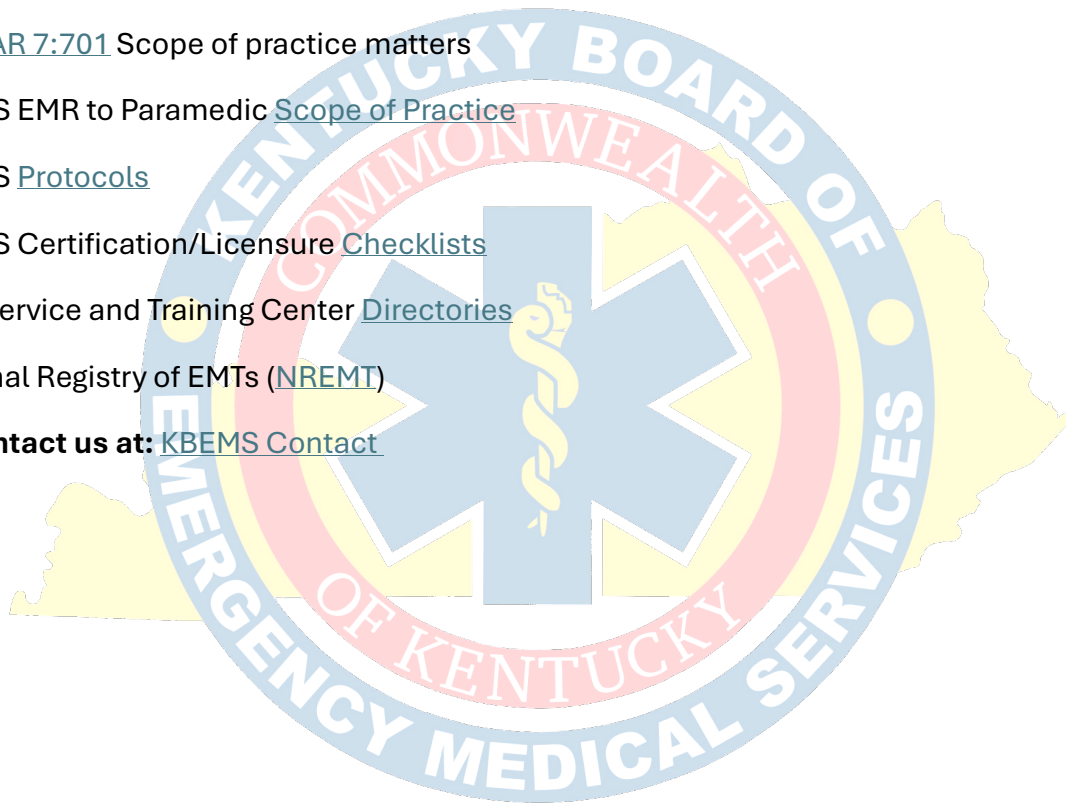 AR 7:701 Scope of practice matters
S EMR to Paramedic Scope of Practice
S Protocols
S Certification/Licensure Checklists
ervice and Training Center Directories
nal Registry of EMTs (NREMT)
ntact us at: KBEMS Contact
KENTUCKY BOARD OF
EMERGENCY MEDICAL SERVICES
COMMONWEALTH
OF KENTUCKY